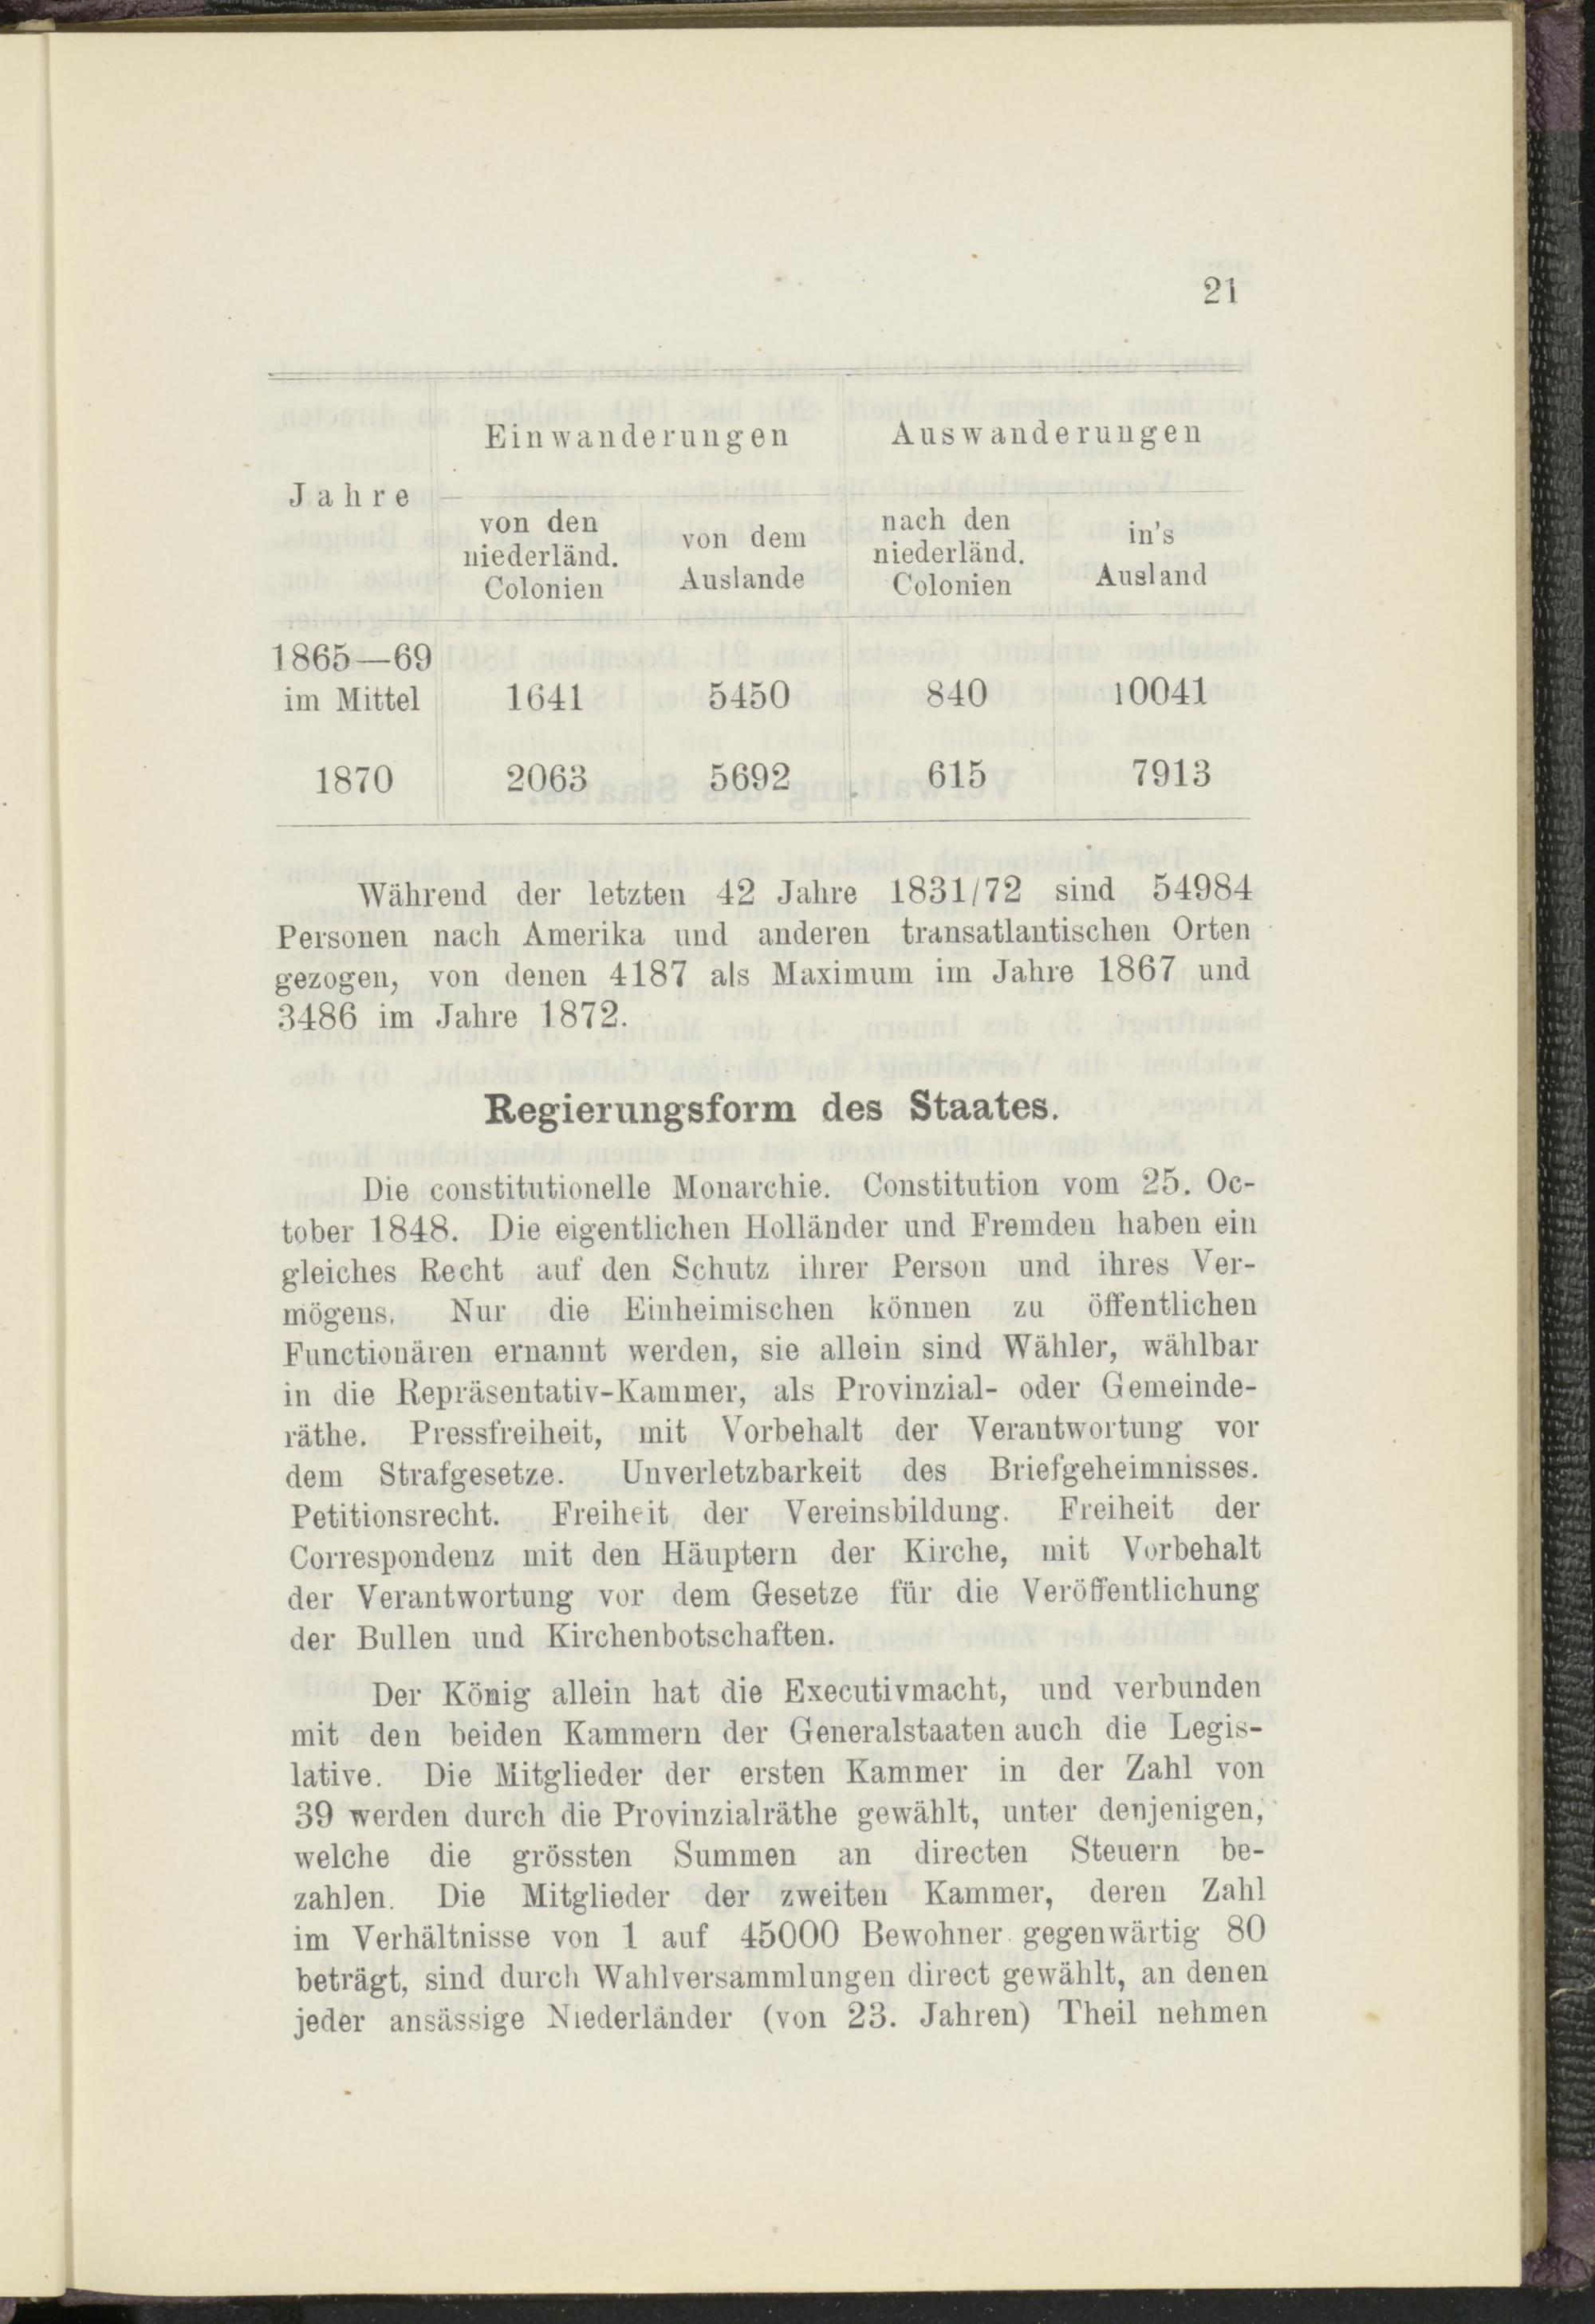 21
Einwanderungen Auswanderungen
Jahre
von den niederländ. Colonien von dem Auslande nach den niederländ. Colonien in's Ausland
1865—69
im Mittel 1641 5450 840 10041
1870 2063 5692 615 7913
Während der letzten 42 Jahre 1831/72 sind 54984
Personen nach Amerika und anderen transatlantischen Orten
gezogen, von denen 4187 als Maximum im Jahre 1867 und
3486 im Jahre 1872.
Regierungsform des Staates.
Die constitutionelle Monarchie. Constitution vom 25. Oc-
tober 1848. Die eigentlichen Holländer und Fremden haben ein
gleiches Recht auf den Schutz ihrer Person und ihres Ver-
mögens. Nur die Einheimischen können zu öffentlichen
Functionären ernannt werden, sie allein sind Wähler, wählbar
in die Repräsentativ-Kammer, als Provinzial- oder Gemeinde-
räthe. Pressfreiheit, mit Vorbehalt der Verantwortung vor
dem Strafgesetze. Unverletzbarkeit des Briefgeheimnisses.
Petitionsrecht. Freiheit der Vereinsbildung. Freiheit der
Correspondenz mit den Häuptern der Kirche, mit Vorbehalt
der Verantwortung vor dem Gesetze für die Veröffentlichung
der Bullen und Kirchenbotschaften.
Der König allein hat die Executivmacht, und verbunden
mit den beiden Kammern der Generalstaaten auch die Legis-
lative. Die Mitglieder der ersten Kammer in der Zahl von
39 werden durch die Provinzialräthe gewählt, unter denjenigen,
welche die grössten Summen an directen Steuern be-
zahlen. Die Mitglieder der zweiten Kammer, deren Zahl
im Verhältnisse von 1 auf 45000 Bewohner gegenwärtig 80
beträgt, sind durch Wahlversammlungen direct gewählt, an denen
jeder ansässige Niederländer (von 23. Jahren) Theil nehmen